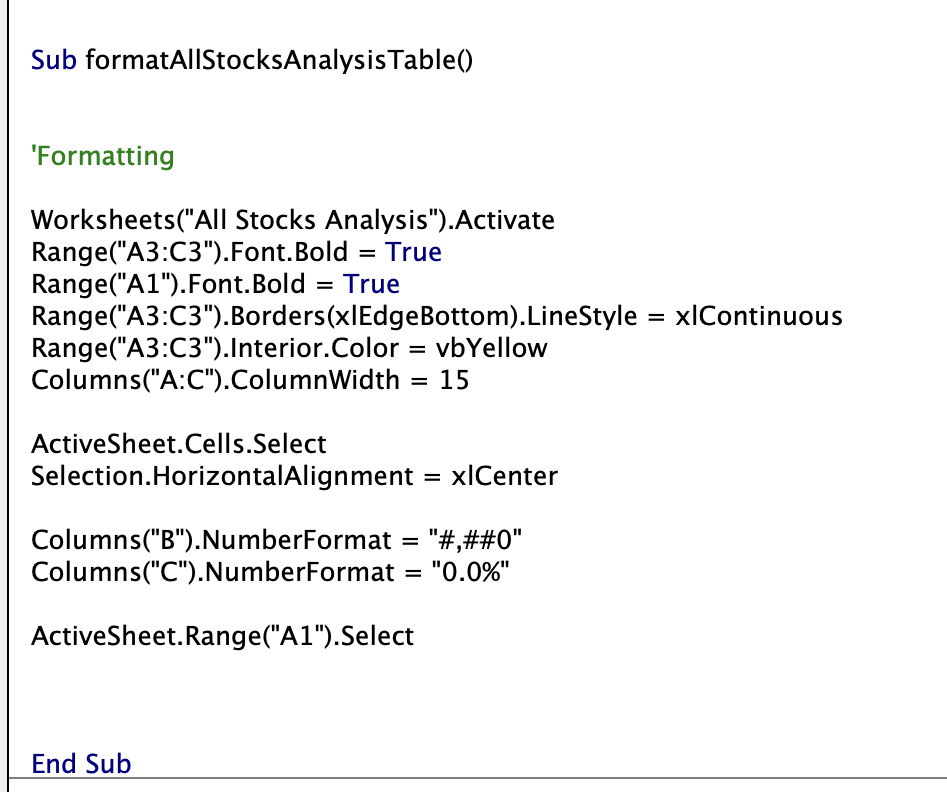 Sub formatAllStocksAnalysisTable()
'Formatting
Worksheets("All Stocks Analysis").Activate
Range("A3:C3").Font.Bold = True
Range("A1").Font.Bold = True
Range("A3:C3").Borders(xlEdgeBottom).LineStyle = xlContinuous
Range("A3:C3").Interior.Color = vbYellow
Columns("A:C").ColumnWidth = 15
ActiveSheet.Cells.Select
Selection.HorizontalAlignment = xlCenter
Columns("B").NumberFormat = "#,##0"
Columns("C").NumberFormat = "0.0%"
ActiveSheet.Range("A1").Select
End Sub